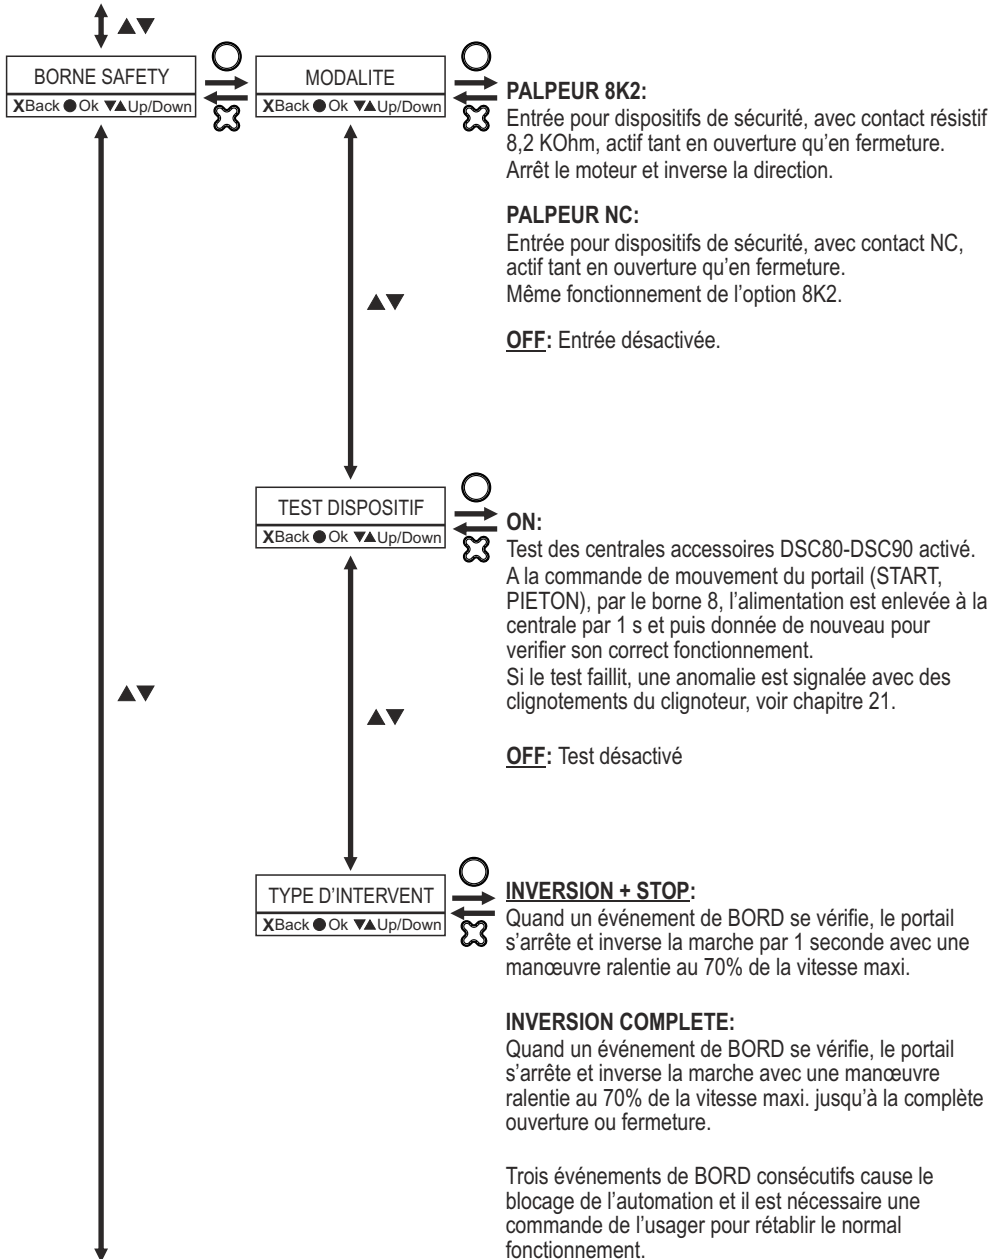 ▲▼
BORNE SAFETY
XBack ● Ok ▼▲Up/Down
MODALITE
XBack ● Ok ▼▲Up/Down
PALPEUR 8K2:
Entrée pour dispositifs de sécurité, avec contact résistif
8,2 KOhm, actif tant en ouverture qu’en fermeture.
Arrêt le moteur et inverse la direction.
PALPEUR NC:
Entrée pour dispositifs de sécurité, avec contact NC,
actif tant en ouverture qu’en fermeture.
Même fonctionnement de l’option 8K2.
OFF: Entrée désactivée.
▲▼
TEST DISPOSITIF
XBack ● Ok ▼▲Up/Down
ON:
Test des centrales accessoires DSC80-DSC90 activé.
A la commande de mouvement du portail (START,
PIETON), par le borne 8, l’alimentation est enlevée à la
centrale par 1 s et puis donnée de nouveau pour
verifier son correct fonctionnement.
Si le test faillit, une anomalie est signalée avec des
clignotements du clignoteur, voir chapitre 21.
OFF: Test désactivé
▲▼
▲▼
TYPE D’INTERVENT
XBack ● Ok ▼▲Up/Down
INVERSION + STOP:
Quand un événement de BORD se vérifie, le portail
s’arrête et inverse la marche par 1 seconde avec une
manœuvre ralentie au 70% de la vitesse maxi.
INVERSION COMPLETE:
Quand un événement de BORD se vérifie, le portail
s’arrête et inverse la marche avec une manœuvre
ralentie au 70% de la vitesse maxi. jusqu’à la complète
ouverture ou fermeture.
Trois événements de BORD consécutifs cause le
blocage de l’automation et il est nécessaire une
commande de l’usager pour rétablir le normal
fonctionnement.